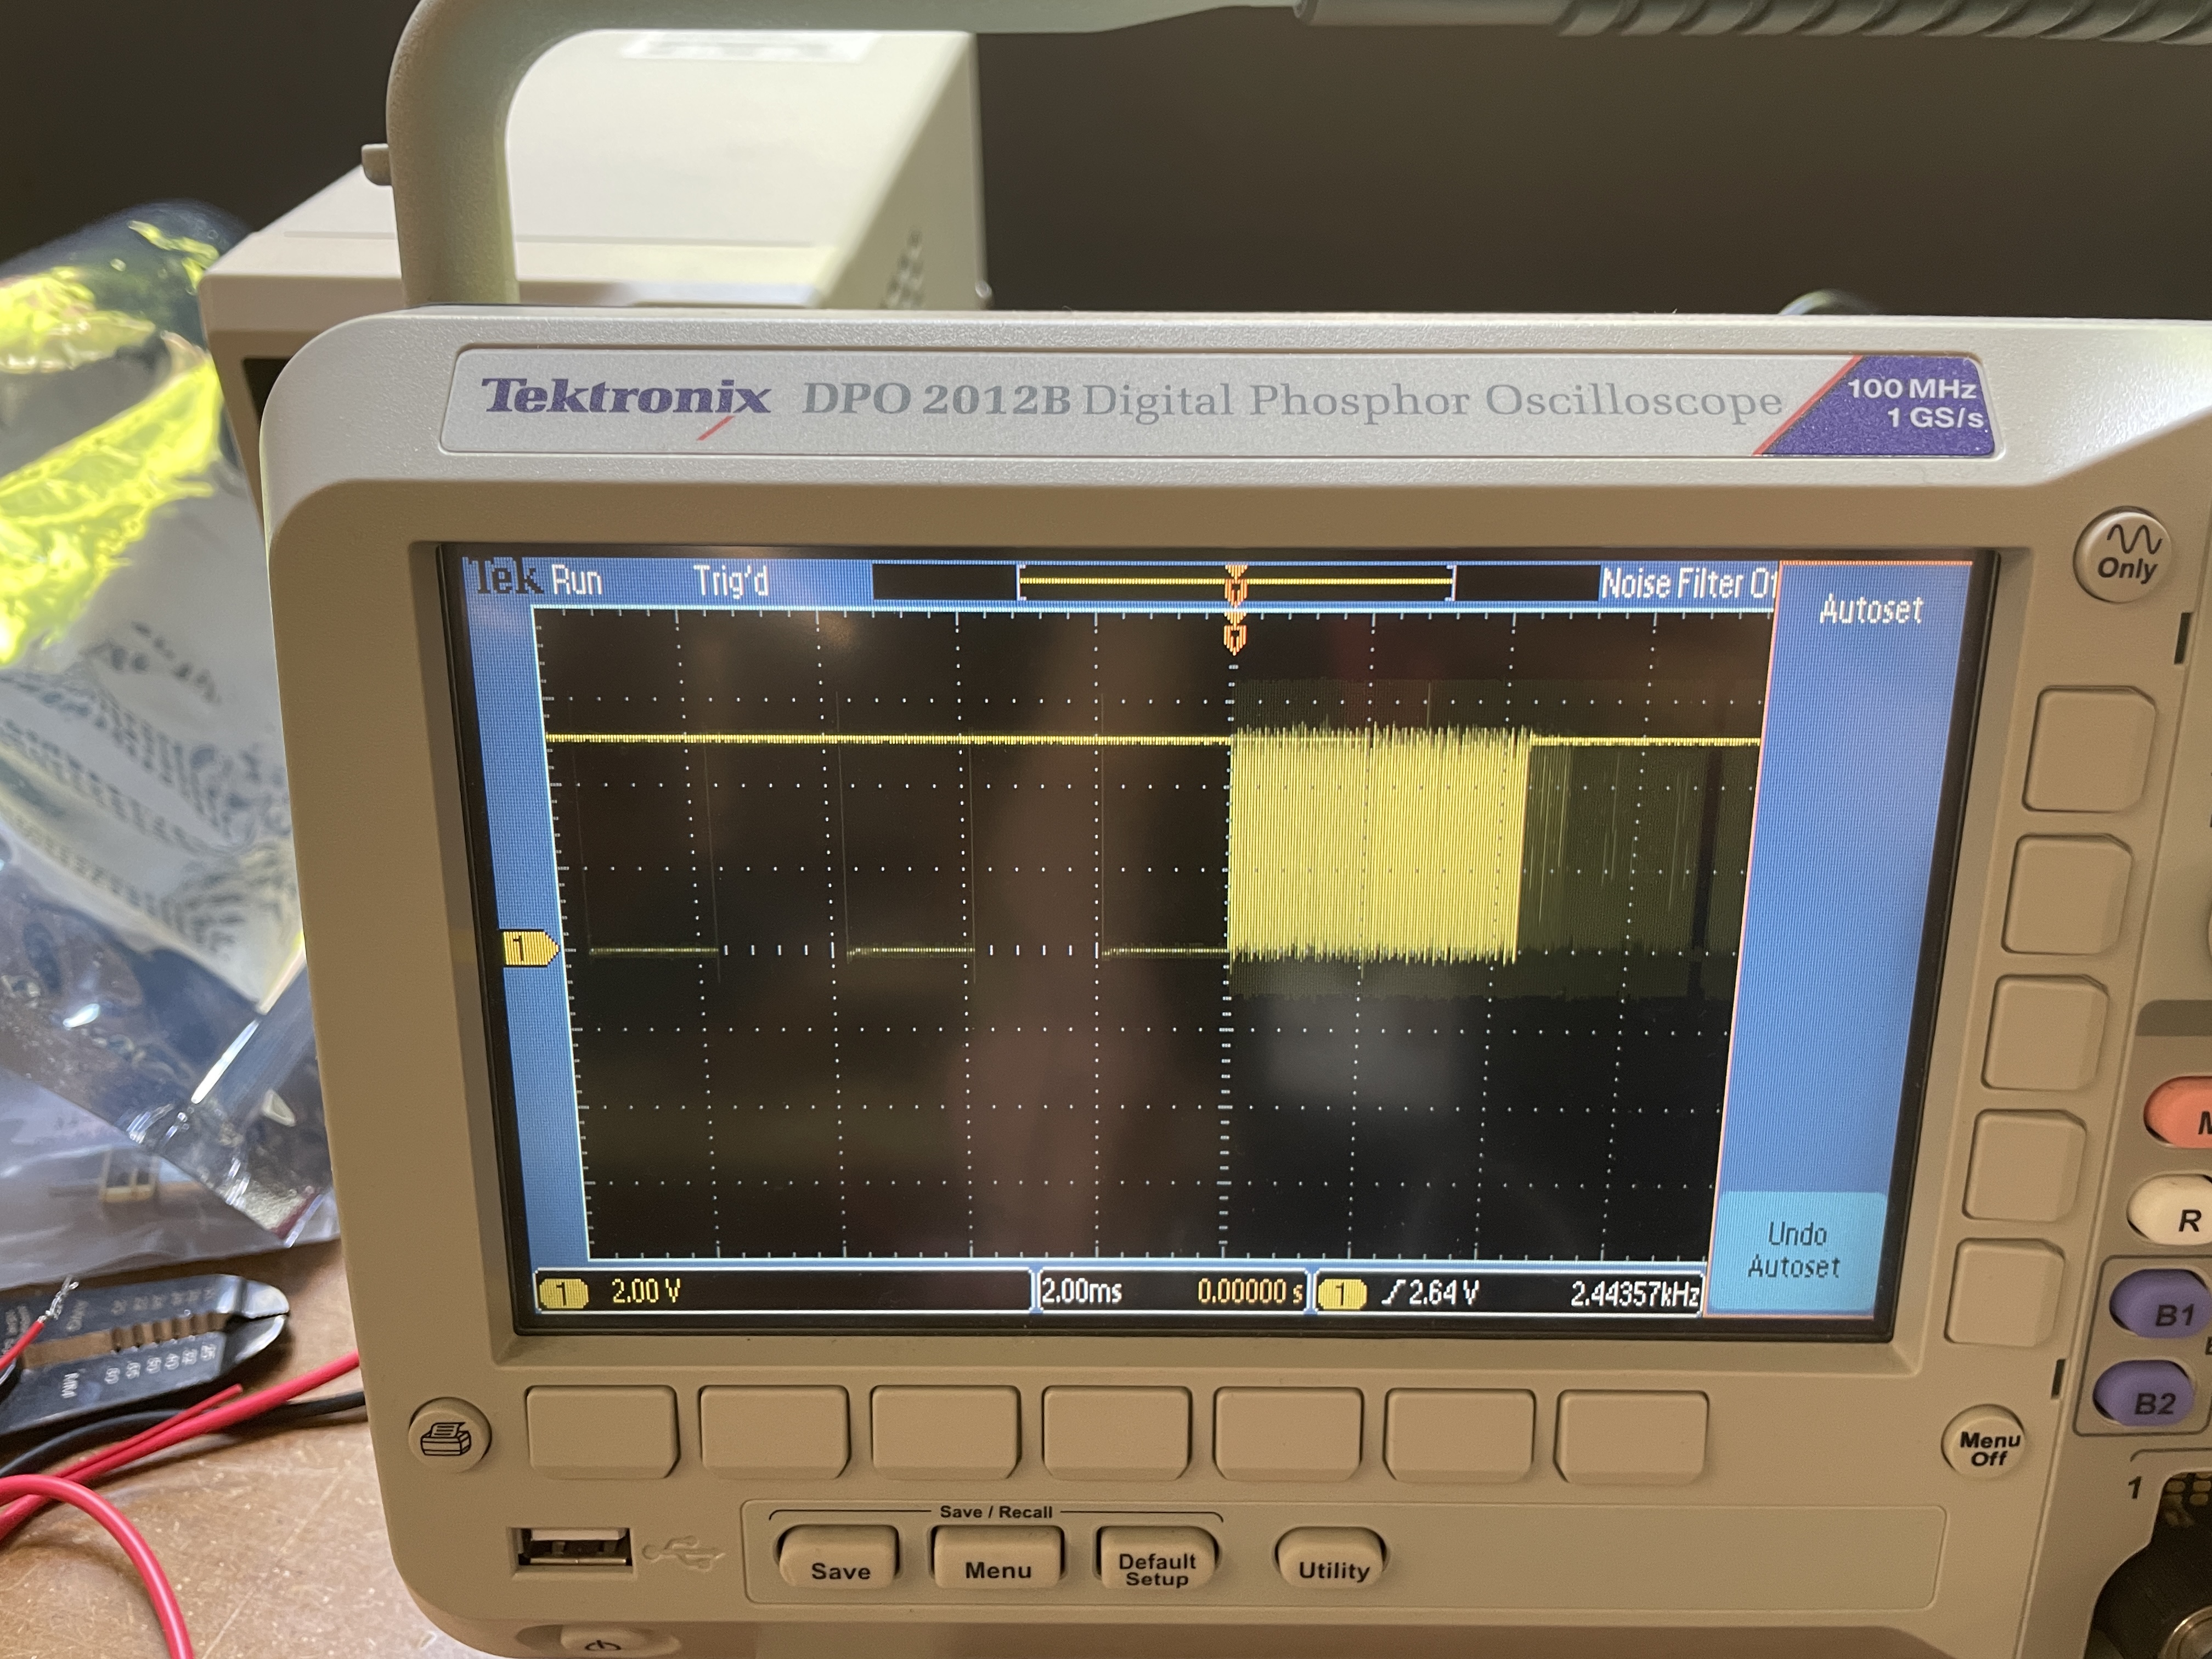 Tektronix DPO 2012B Digital Phosphor Oscilloscope
100 MHz
1 GS/s
Only
Tek Run Trig'd Noise Filter Of
Autoset
1
Undo
Autoset
1 2.00 V 2.00ms 0.00000 s 1 2.64 V 2.44357kHz
M
R
B1
B2
Menu
Off
1
Save / Recall
Save
Menu
Default
Setup
Utility
MM